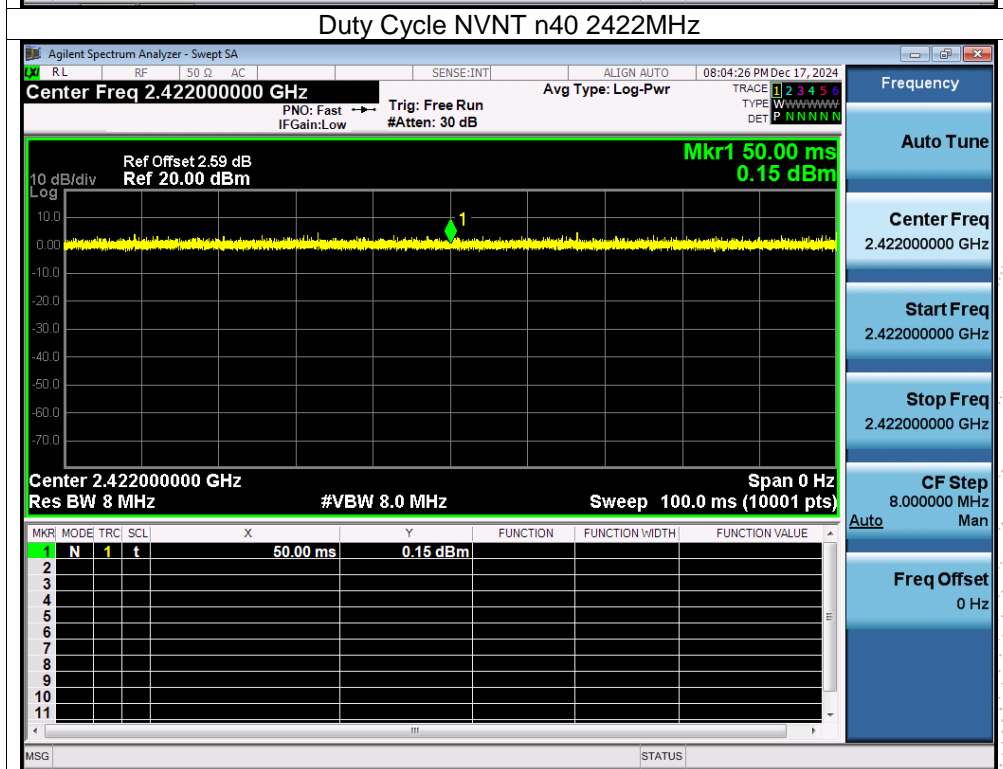 Duty Cycle NVNT n40 2422MHz
Agilent Spectrum Analyzer - Swept SA
LXI RL RF 50 Ω AC SENSE:INT ALIGN AUTO 08:04:26 PM Dec 17, 2024
Center Freq 2.422000000 GHz
PNO: Fast
IFGain:Low
Trig: Free Run
#Atten: 30 dB
Avg Type: Log-Pwr
TRACE 1 2 3 4 5 6
TYPE WWWWWW
DET P N N N N N
Ref Offset 2.59 dB
10 dB/div Ref 20.00 dBm
Log
Mkr1 50.00 ms
0.15 dBm
10.0
0.00
-10.0
-20.0
-30.0
-40.0
-50.0
-60.0
-70.0
1
Center 2.422000000 GHz Span 0 Hz
Res BW 8 MHz #VBW 8.0 MHz Sweep 100.0 ms (10001 pts)
MKR MODE TRC SCL X Y FUNCTION FUNCTION WIDTH FUNCTION VALUE
1 N 1 t 50.00 ms 0.15 dBm
2
3
4
5
6
7
8
9
10
11
MSG STATUS
Frequency
Auto Tune
Center Freq
2.422000000 GHz
Start Freq
2.422000000 GHz
Stop Freq
2.422000000 GHz
CF Step
8.000000 MHz
Auto Man
Freq Offset
0 Hz